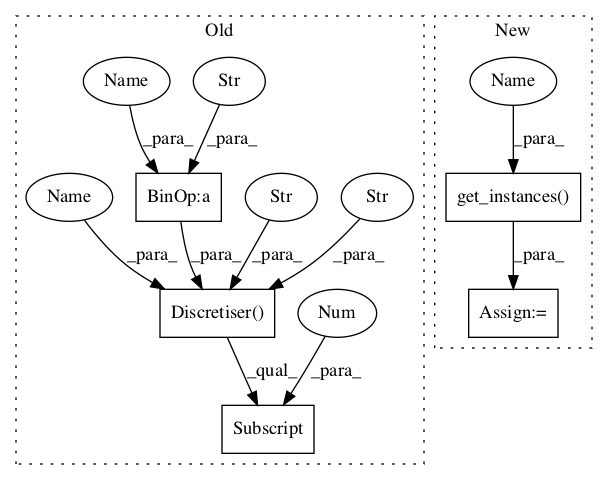 Old
New
Name
Str
Name
_para_
_para_
_para_
Name
BinOp:a
Str
Str
get_instances()
_para_
_para_
_para_
_para_
_para_
Discretiser()
Num
Assign:=
_qual_
_para_
Subscript